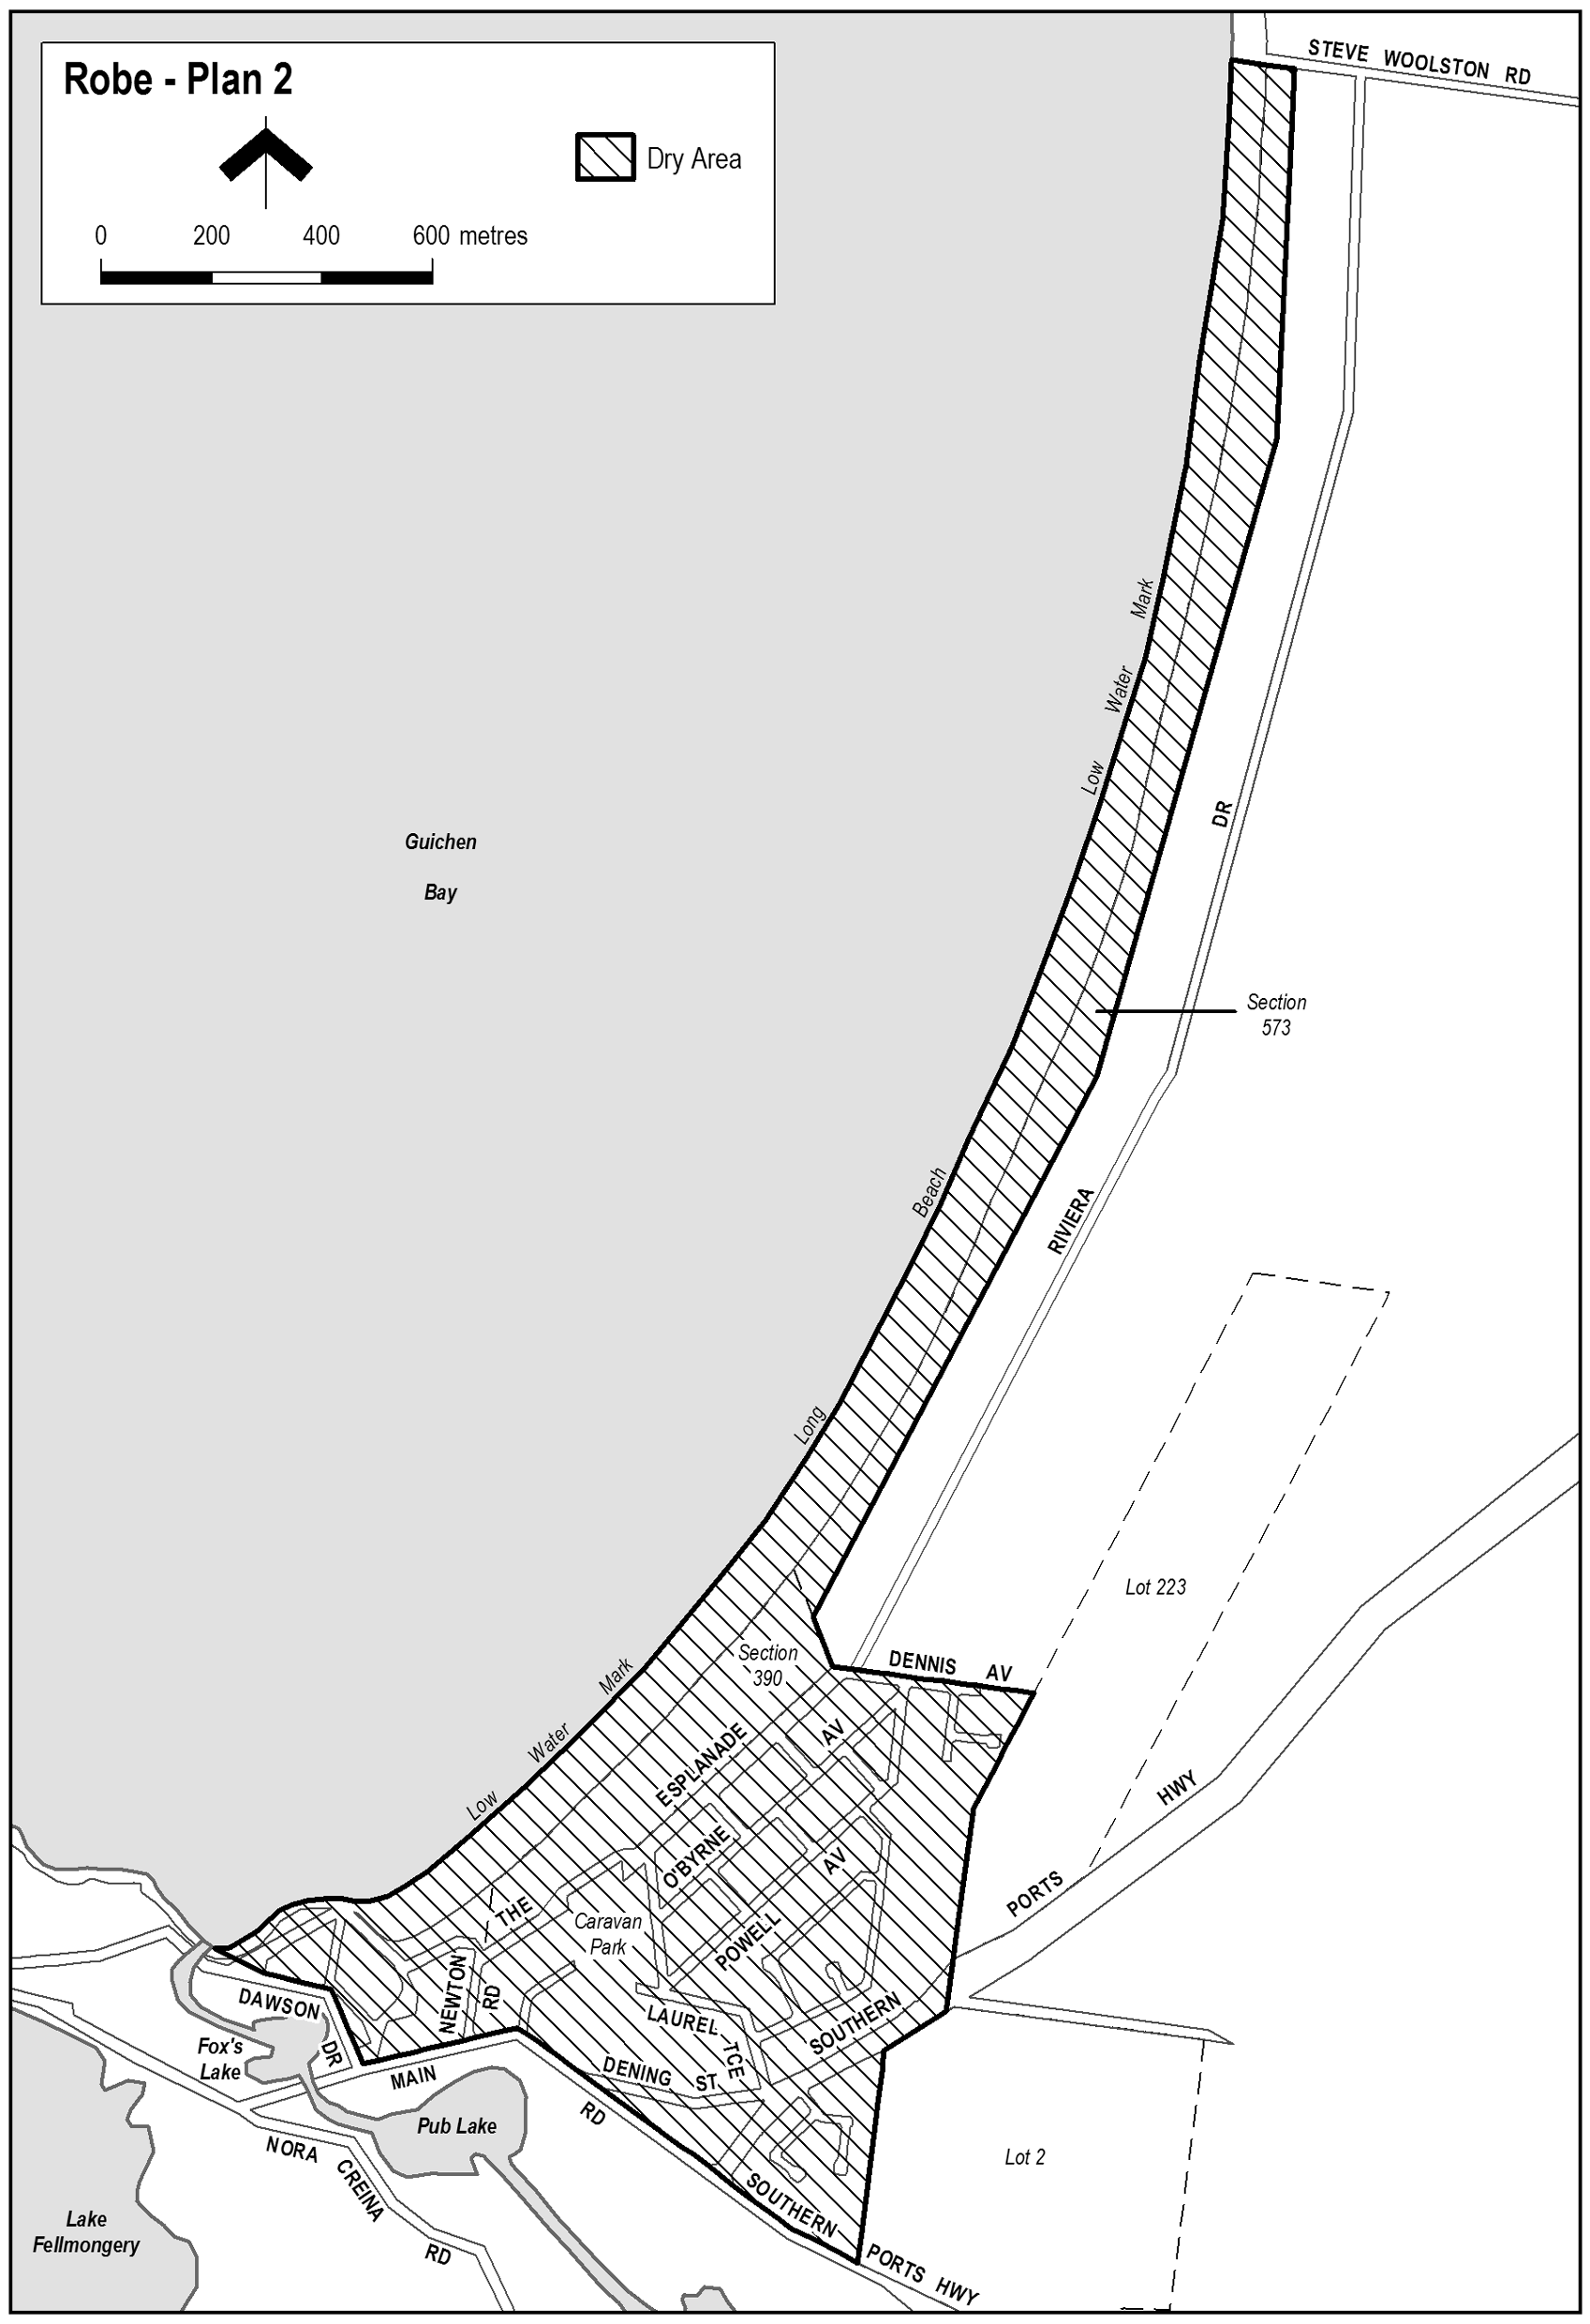 Robe - Plan 2
Dry Area
0 200 400 600 metres
STEVE WOOLSTON RD
Low Water Mark
DR
Guichen
Bay
Section
573
Beach
RIVIERA
Long
Lot 223
Section
390
DENNIS AV
Low Water Mark
ESPLANADE
AV
HWY
O'BYRNE
AV
PORTS
THE
Caravan
Park
POWELL
NEWTON
RD
DAWSON
DR
LAUREL
TCE
SOUTHERN
Fox's
Lake
MAIN
DENING ST
RD
Pub Lake
NORA
CREINA
RD
Lot 2
SOUTHERN
PORTS HWY
Lake
Fellmongery